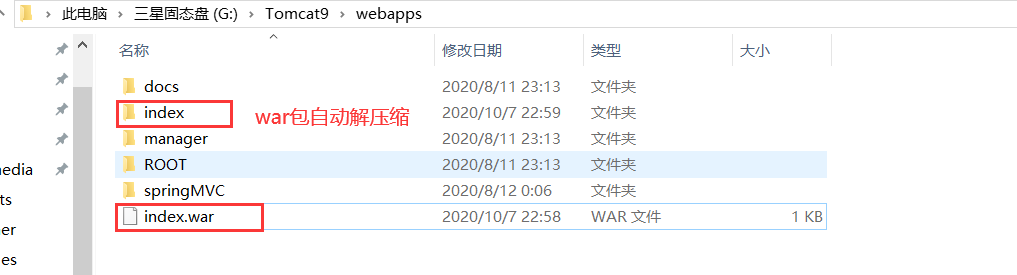 此电脑 > 三星固态盘 (G:) > Tomcat9 > webapps
名称 修改日期 类型 大小
docs 2020/8/11 23:13 文件夹
index 2020/10/7 22:59 文件夹
war包自动解压缩
manager 2020/8/11 23:13 文件夹
ROOT 2020/8/11 23:13 文件夹
media
springMVC 2020/8/12 0:06 文件夹
ts
index.war 2020/10/7 22:58 WAR 文件 1 KB
er
es